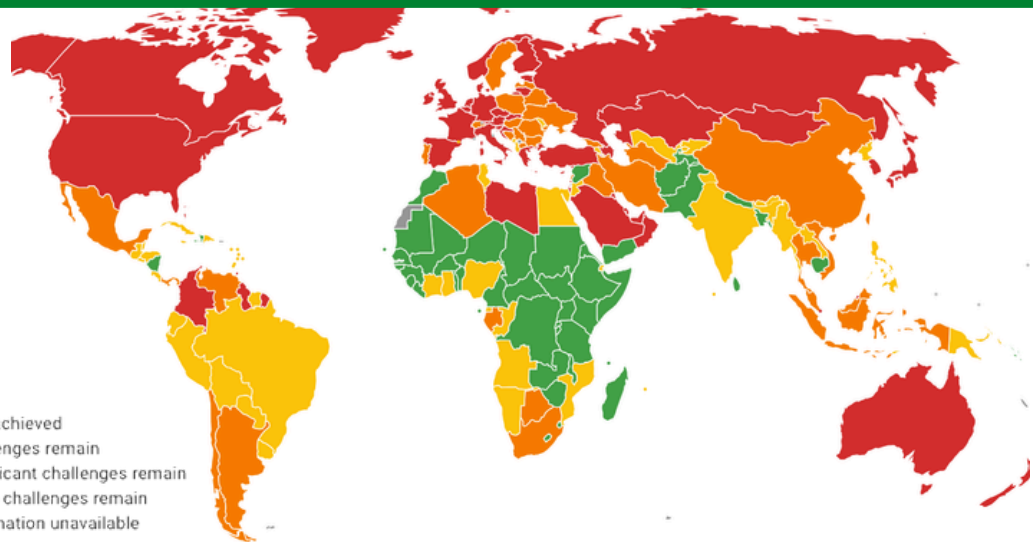 chieved
enges remain
icant challenges remain
challenges remain
nation unavailable